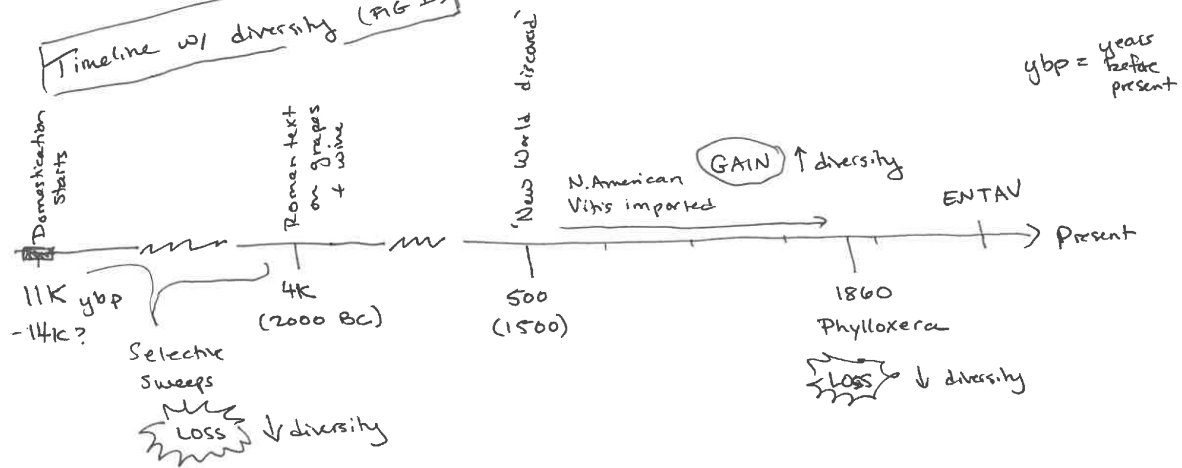 Timeline w/ diversity (FIG 1)
ybp = years
before
present
Domestication
Starts
Roman text
on grapes
+ wine
'New World discovered'
GAIN ↑ diversity
N. American
Vitis imported
ENTAV
Present
11K ybp
-14k?
4K
(2000 BC)
500
(1500)
1860
Phylloxera
Selective
Sweeps
LOSS ↓ diversity
LOSS ↓ diversity